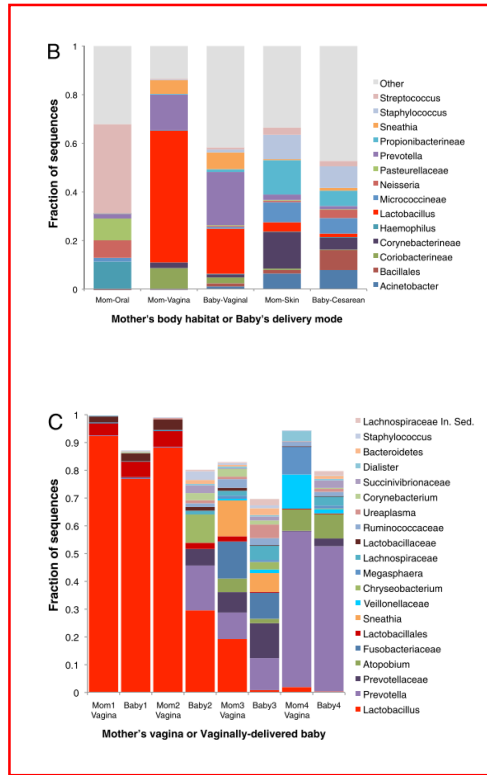 B
1
0.8
0.6
0.4
0.2
0
Fraction of sequences
Mom-Oral Mom-Vagina Baby-Vaginal Mom-Skin Baby-Cesarean
Mother's body habitat or Baby's delivery mode
Other
Streptococcus
Staphylococcus
Sneathia
Propionibacterineae
Prevotella
Pasteurellaceae
Neisseria
Micrococcineae
Lactobacillus
Haemophilus
Corynebacterineae
Coriobacterineae
Bacillales
Acinetobacter
C
1
0.9
0.8
0.7
0.6
0.5
0.4
0.3
0.2
0.1
0
Fraction of sequences
Mom1 Baby1 Mom2 Baby2 Mom3 Baby3 Mom4 Baby4
Vagina Vagina Vagina Vagina
Mother's vagina or Vaginally-delivered baby
Lachnospiraceae In. Sed.
Staphylococcus
Bacteroidetes
Dialister
Succinivibrionaceae
Corynebacterium
Ureaplasma
Ruminococcaceae
Lactobacillaceae
Lachnospiraceae
Megasphaera
Chryseobacterium
Veillonellaceae
Sneathia
Lactobacillales
Fusobacteriaceae
Atopobium
Prevotellaceae
Prevotella
Lactobacillus